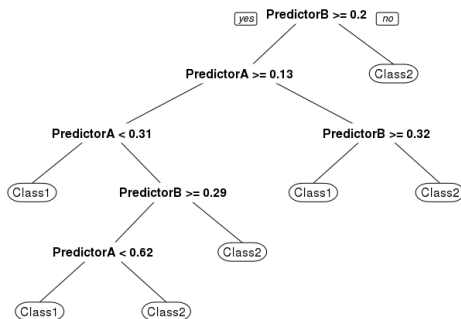 yes PredictorB >= 0.2 no
PredictorA >= 0.13 Class2
PredictorA < 0.31 PredictorB >= 0.32
Class1 PredictorB >= 0.29 Class1 Class2
PredictorA < 0.62 Class2
Class1 Class2